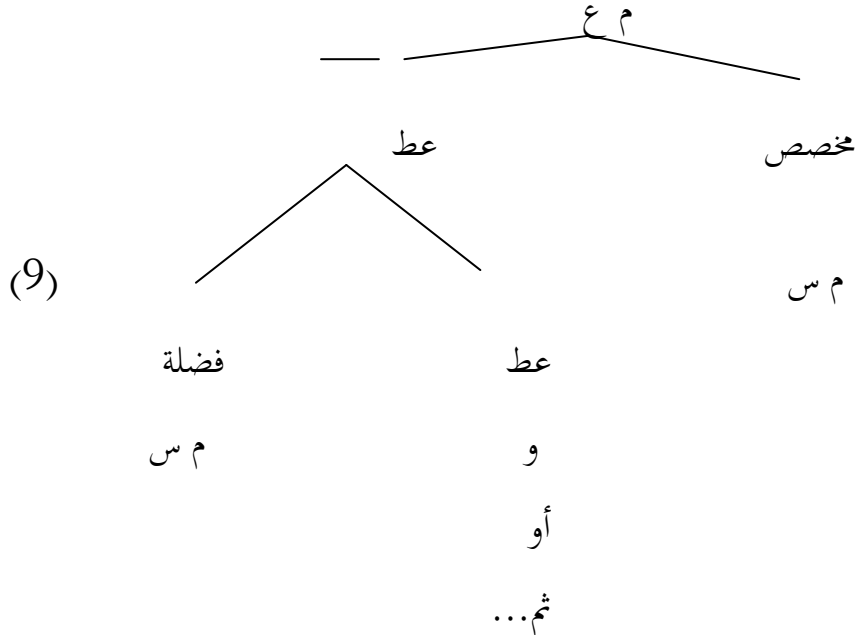 م ع
مخصص عط
م س (9)
عط فضلة
و م س
أو
ثم...